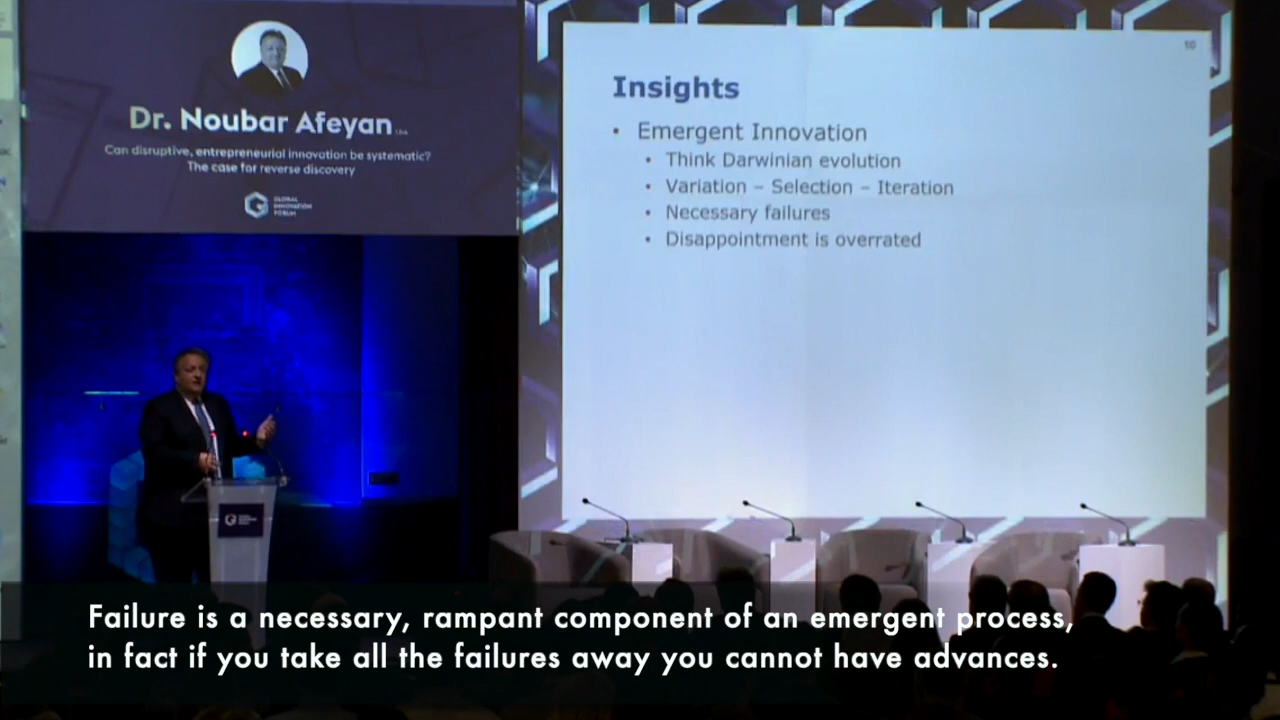 Dr. Noubar Afeyan
Can disruptive, entrepreneurial innovation be systematic?
The case for reverse discovery
GLOBAL
INNOVATION
FORUM
10
Insights
• Emergent Innovation
• Think Darwinian evolution
• Variation – Selection – Iteration
• Necessary failures
• Disappointment is overrated
Failure is a necessary, rampant component of an emergent process,
in fact if you take all the failures away you cannot have advances.